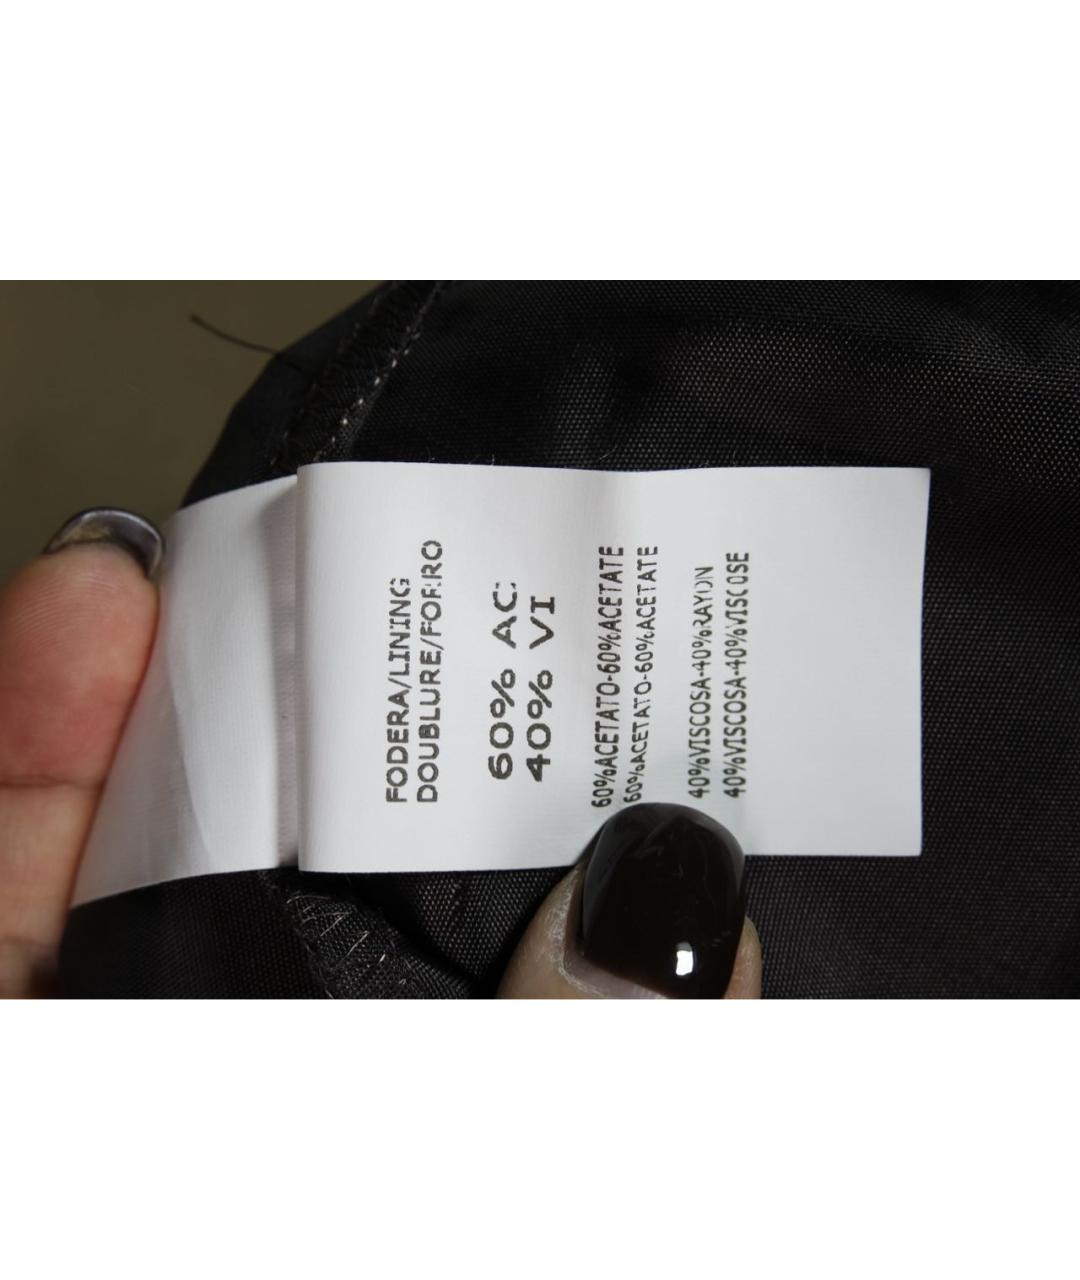 FODERA/LINING
DOUBLURE/FORRO
60% AC
40% VI
60%ACETATO-60%ACETATE
60%ACETATO-60%ACETATE
40%VISCOSA-40%RAYON
40%VISCOSA-40%VISCOSE